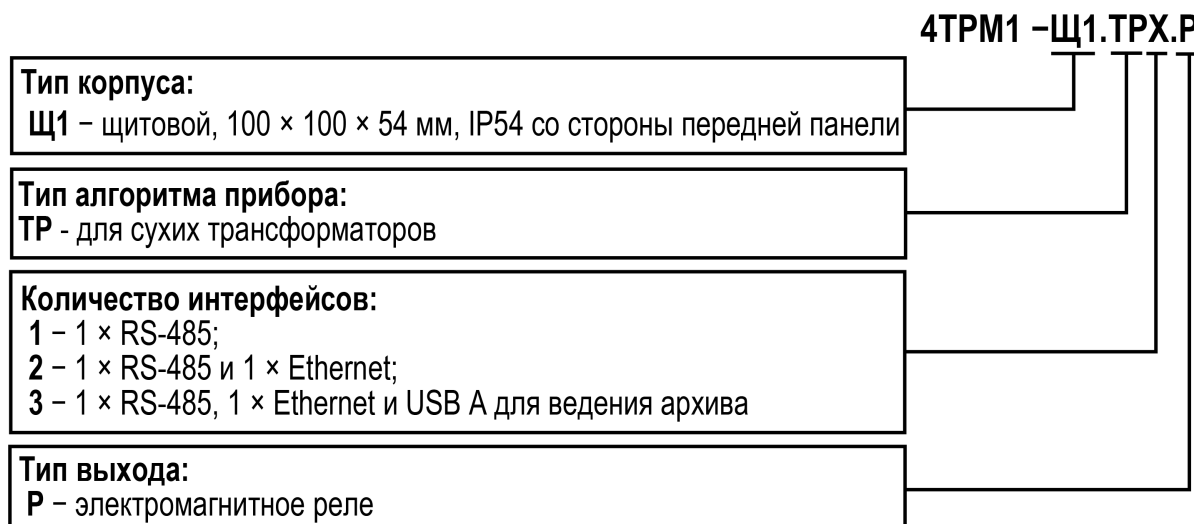 4ТРМ1 −Щ1.ТРХ.Р
Тип корпуса:
Щ1 − щитовой, 100 × 100 × 54 мм, IP54 со стороны передней панели
Тип алгоритма прибора:
ТР - для сухих трансформаторов
Количество интерфейсов:
1 − 1 × RS-485;
2 − 1 × RS-485 и 1 × Ethernet;
3 − 1 × RS-485, 1 × Ethernet и USB A для ведения архива
Тип выхода:
Р − электромагнитное реле